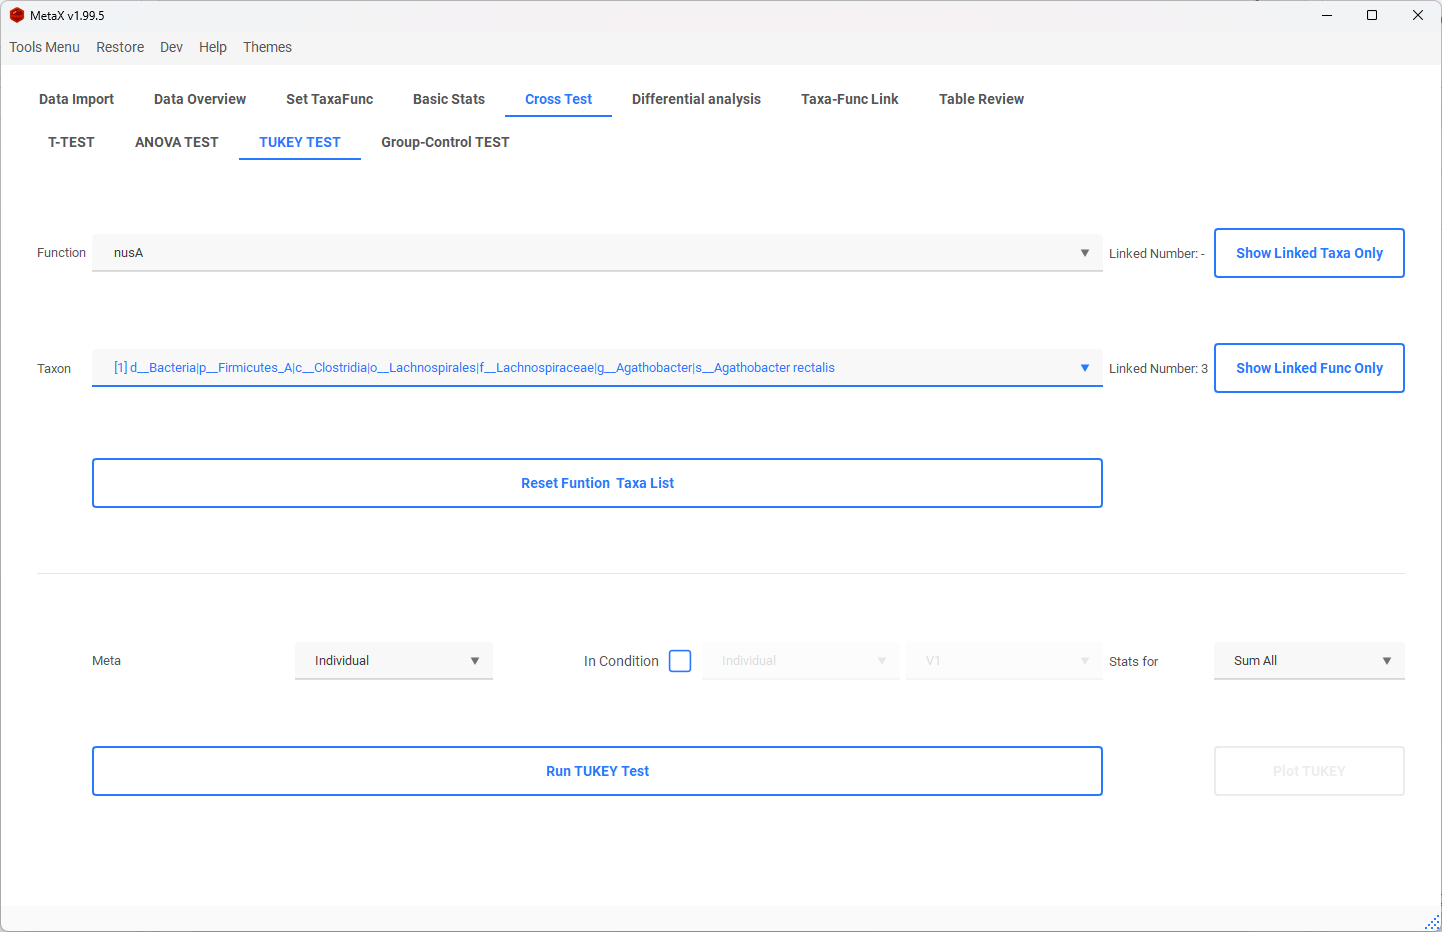 MetaX v1.99.5
Tools Menu Restore Dev Help Themes
Data Import Data Overview Set TaxaFunc Basic Stats Cross Test Differential analysis Taxa-Func Link Table Review
T-TEST ANOVA TEST TUKEY TEST Group-Control TEST
Function nusA Linked Number: - Show Linked Taxa Only
Taxon [1] d__Bacteria|p__Firmicutes_A|c__Clostridia|o__Lachnospirales|f__Lachnospiraceae|g__Agathobacter|s__Agathobacter rectalis Linked Number: 3 Show Linked Func Only
Reset Funtion  Taxa List
Meta Individual In Condition Individual V1 Stats for Sum All
Run TUKEY Test Plot TUKEY